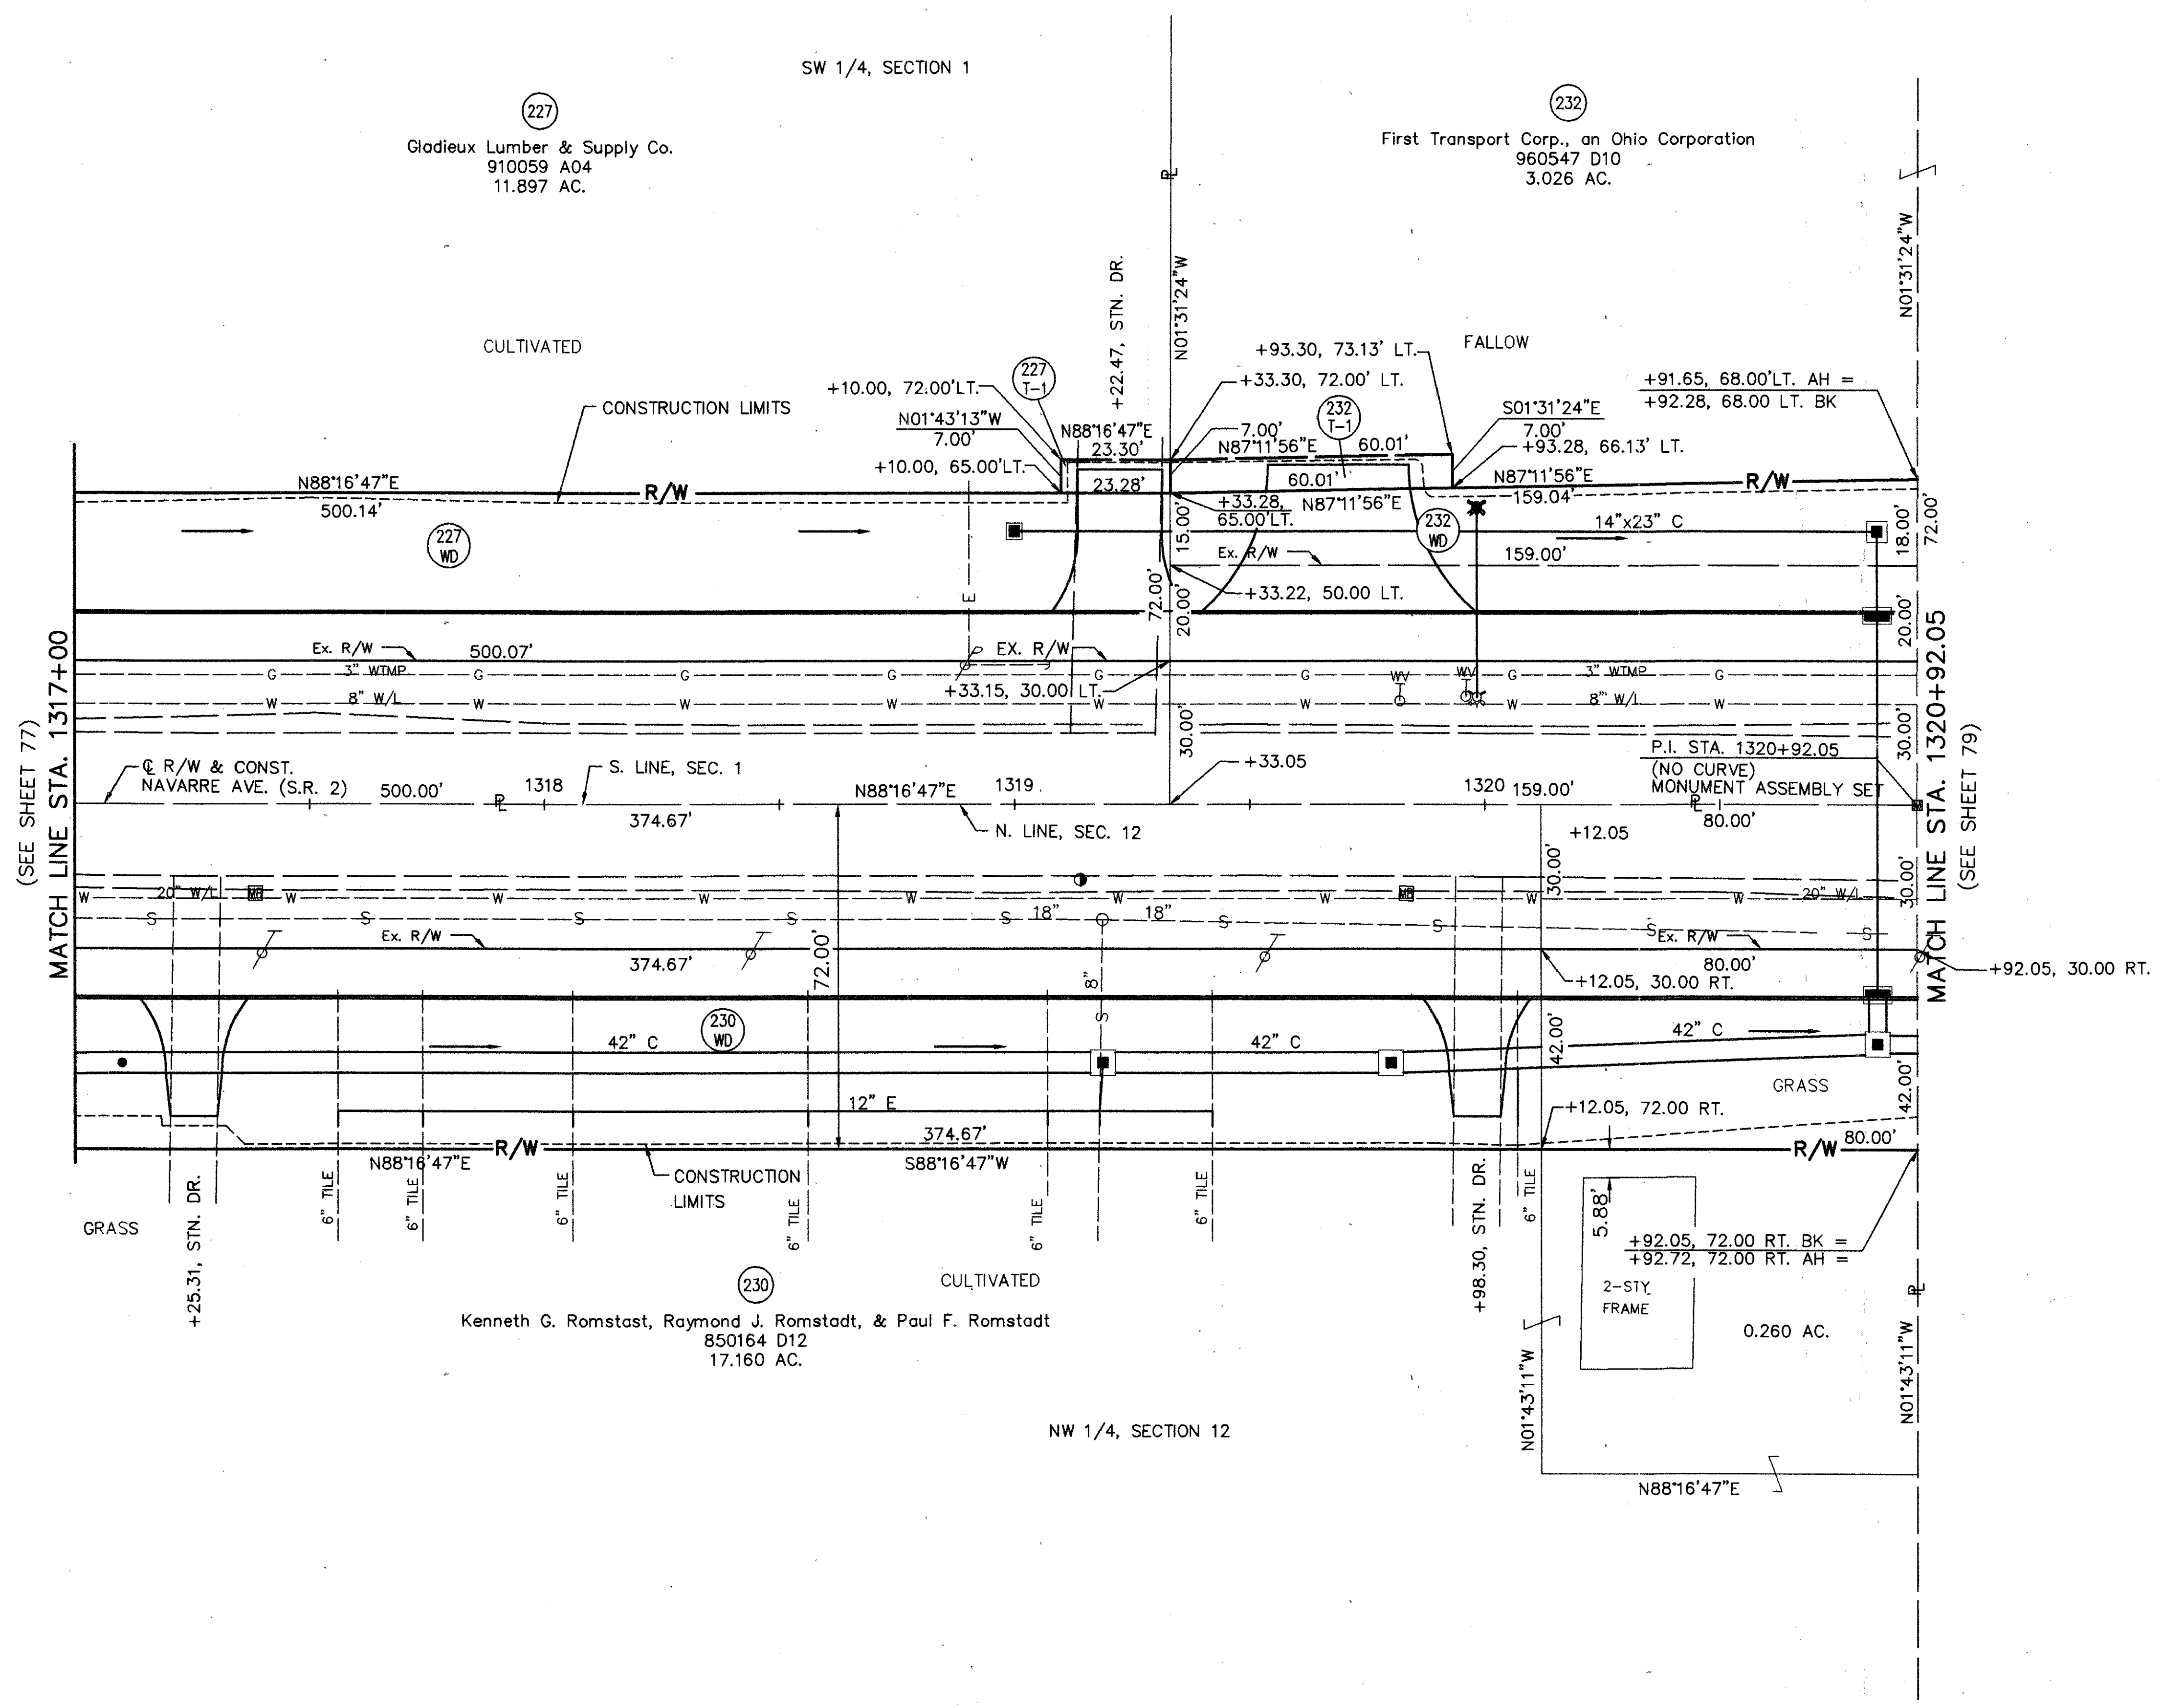 SW 1/4, SECTION 1
227
Gladieux Lumber & Supply Co.
910059 A04
11.897 AC.
232
First Transport Corp., an Ohio Corporation
960547 D10
3.026 AC.
PL
N01°31'24"W
N01°31'24"W
+22.47, STN. DR.
CULTIVATED
FALLOW
CONSTRUCTION LIMITS
227
T-1
+10.00, 72.00'LT.
N01°43'13"W
7.00'
+10.00, 65.00'LT.
N88°16'47"E
23.30'
23.28'
+93.30, 73.13' LT.
+33.30, 72.00' LT.
232
T-1
7.00'
N87°11'56"E
60.01'
60.01'
N87°11'56"E
+33.28,
65.00'LT.
S01°31'24"E
7.00'
+93.28, 66.13' LT.
N87°11'56"E
159.04'
+91.65, 68.00'LT. AH =
+92.28, 68.00 LT. BK
R/W
N88°16'47"E
500.14'
R/W
227
WD
232
WD
14"x23" C
159.00'
Ex. R/W
15.00'
18.00'
72.00'
+33.22, 50.00 LT.
E
72.00'
20.00'
20.00'
MATCH LINE STA. 1317+00
(SEE SHEET 77)
MATCH LINE STA. 1320+92.05
(SEE SHEET 79)
Ex. R/W
500.07'
P
EX. R/W
G
3" WTMP
G
G
G
G
G
G
3" WTMP
G
WV
WV
+33.15, 30.00 LT.
W
8" W/L
W
W
W
W
W
W
8" W/L
W
30.00'
30.00'
CL R/W & CONST.
NAVARRE AVE. (S.R. 2)
500.00'
PL
1318
S. LINE, SEC. 1
N88°16'47"E
1319
+33.05
1320
159.00'
PL
P.I. STA. 1320+92.05
(NO CURVE)
MONUMENT ASSEMBLY SET
M
374.67'
N. LINE, SEC. 12
+12.05
80.00'
30.00'
30.00'
W
20" W/L
MB
W
W
W
W
W
W
MB
W
W
20" W/L
S
S
S
S
S
18"
18"
S
S
S
S
Ex. R/W
374.67'
72.00'
Ex. R/W
80.00'
+12.05, 30.00 RT.
+92.05, 30.00 RT.
8"
S
230
WD
42" C
42" C
42" C
42.00'
42.00'
GRASS
12" E
+12.05, 72.00 RT.
374.67'
R/W
N88°16'47"E
S88°16'47"W
R/W
80.00'
CONSTRUCTION
LIMITS
+25.31, STN. DR.
6" TILE
6" TILE
6" TILE
6" TILE
6" TILE
6" TILE
+98.30, STN. DR.
6" TILE
GRASS
5.88'
+92.05, 72.00 RT. BK =
+92.72, 72.00 RT. AH =
230
CULTIVATED
Kenneth G. Romstast, Raymond J. Romstadt, & Paul F. Romstadt
850164 D12
17.160 AC.
2-STY
FRAME
PL
0.260 AC.
N01°43'11"W
N01°43'11"W
NW 1/4, SECTION 12
N88°16'47"E